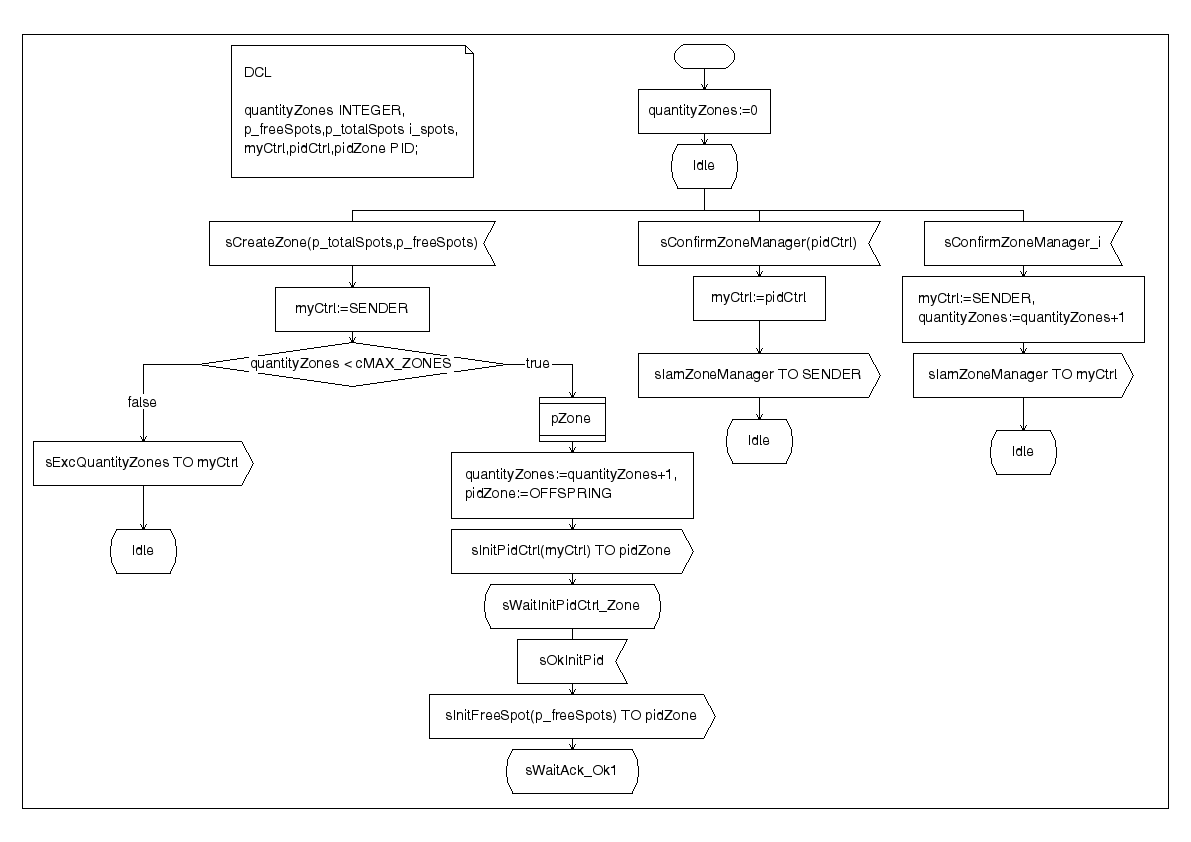 DCL
quantityZones INTEGER,
p_freeSpots,p_totalSpots i_spots,
myCtrl,pidCtrl,pidZone PID;
quantityZones:=0
Idle
sCreateZone(p_totalSpots,p_freeSpots)
sConfirmZoneManager(pidCtrl)
sConfirmZoneManager_i
myCtrl:=SENDER
myCtrl:=pidCtrl
myCtrl:=SENDER,
quantityZones:=quantityZones+1
quantityZones < cMAX_ZONES
true
false
sIamZoneManager TO SENDER
sIamZoneManager TO myCtrl
pZone
Idle
Idle
sExcQuantityZones TO myCtrl
quantityZones:=quantityZones+1,
pidZone:=OFFSPRING
Idle
sInitPidCtrl(myCtrl) TO pidZone
sWaitInitPidCtrl_Zone
sOkInitPid
sInitFreeSpot(p_freeSpots) TO pidZone
sWaitAck_Ok1